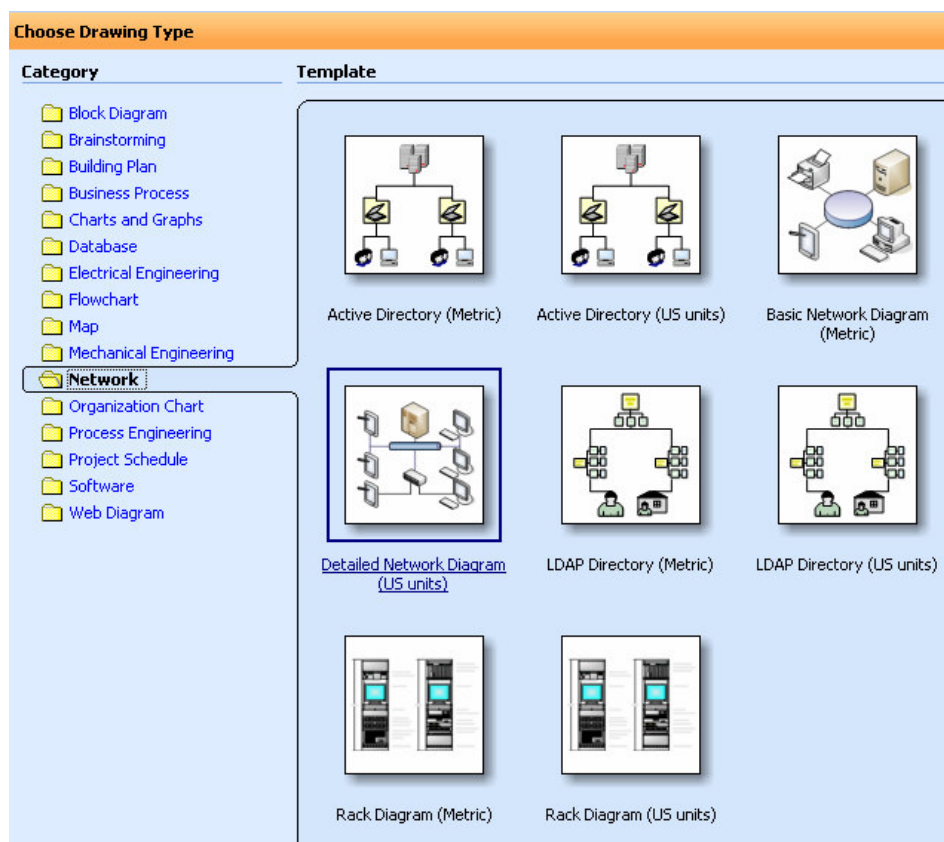 Choose Drawing Type
Category
Template
Block Diagram
Brainstorming
Building Plan
Business Process
Charts and Graphs
Database
Electrical Engineering
Flowchart
Map
Mechanical Engineering
Network
Organization Chart
Process Engineering
Project Schedule
Software
Web Diagram
Active Directory (Metric)
Active Directory (US units)
Basic Network Diagram
(Metric)
Detailed Network Diagram
(US units)
LDAP Directory (Metric)
LDAP Directory (US units)
Rack Diagram (Metric)
Rack Diagram (US units)